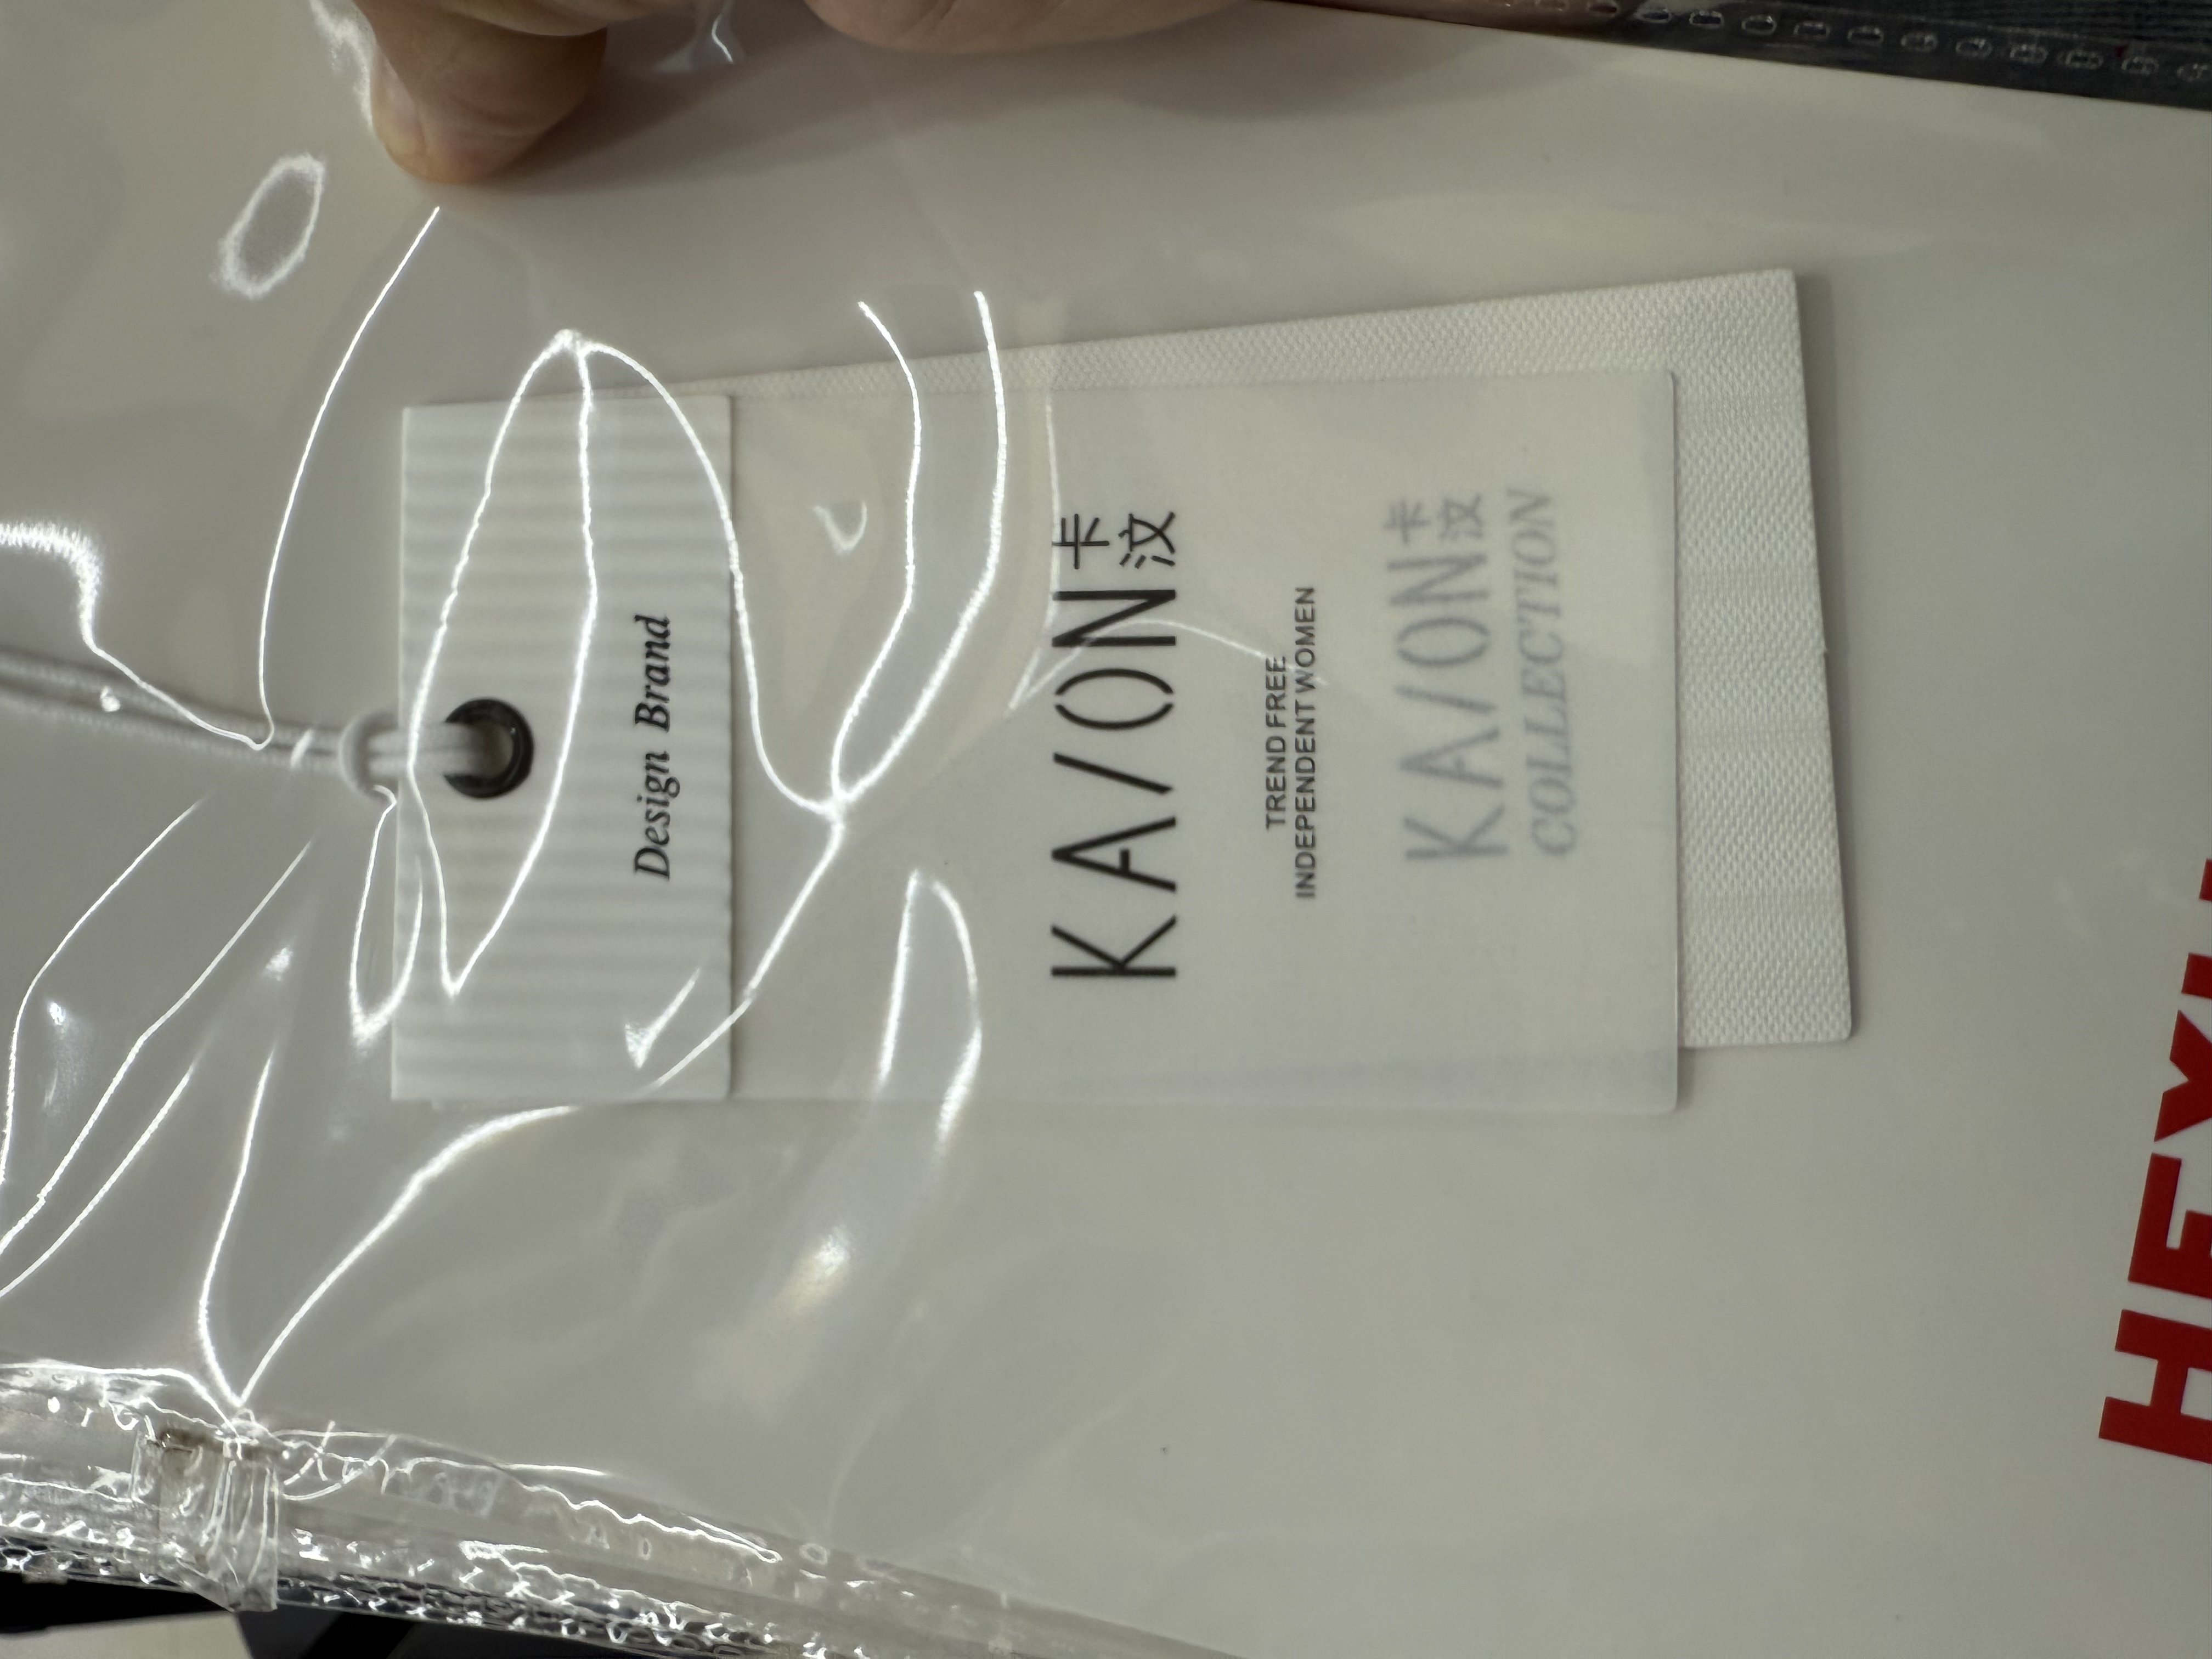 Design Brand
KA/ON卡汶
TREND FREE
INDEPENDENT WOMEN
KA/ON卡汶
COLLECTION